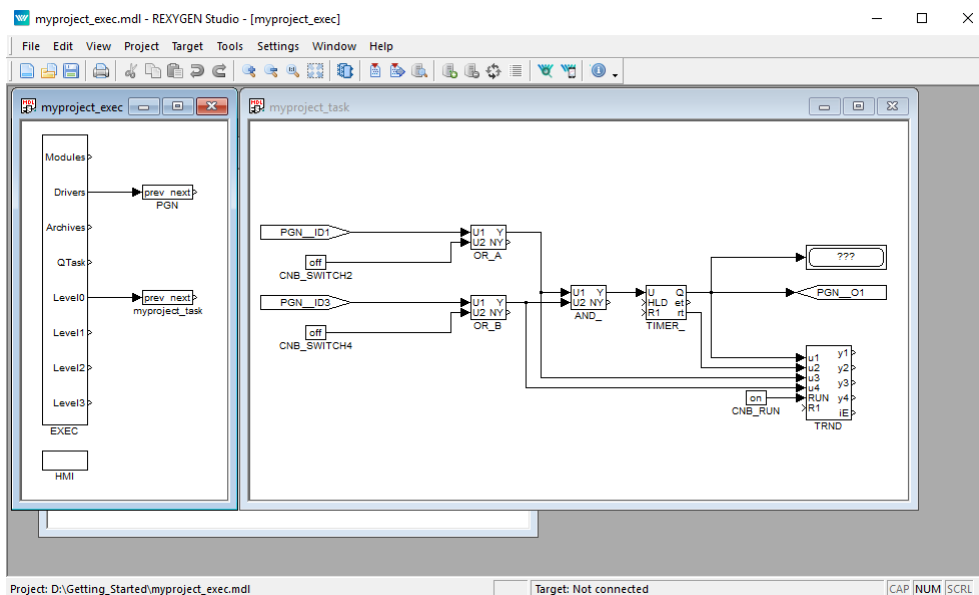 myproject_exec.mdl - REXYGEN Studio - [myproject_exec]
File Edit View Project Target Tools Settings Window Help
myproject_exec
Modules
Drivers
prev next
PGN
Archives
QTask
Level0
prev next
myproject_task
Level1
Level2
Level3
EXEC
HMI
myproject_task
PGN__ID1
U1 Y
U2 NY
OR_A
off
CNB_SWITCH2
PGN__ID3
U1 Y
U2 NY
OR_B
off
CNB_SWITCH4
U1 Y
U2 NY
AND_
U Q
HLD et
R1 rt
TIMER_
???
PGN__O1
u1 y1
u2 y2
u3 y3
u4
RUN y4
R1 iE
TRND
on
CNB_RUN
Project: D:\Getting_Started\myproject_exec.mdl
Target: Not connected
CAP NUM SCRL